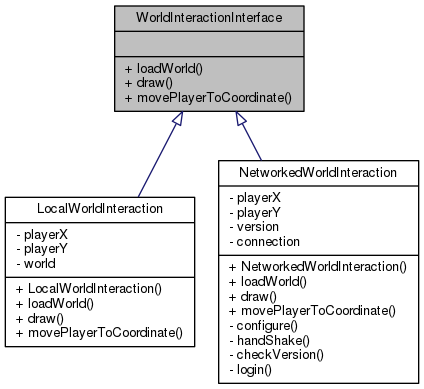 WorldInteractionInterface
+ loadWorld()
+ draw()
+ movePlayerToCoordinate()
LocalWorldInteraction
- playerX
- playerY
- world
+ LocalWorldInteraction()
+ loadWorld()
+ draw()
+ movePlayerToCoordinate()
NetworkedWorldInteraction
- playerX
- playerY
- version
- connection
+ NetworkedWorldInteraction()
+ loadWorld()
+ draw()
+ movePlayerToCoordinate()
- configure()
- handShake()
- checkVersion()
- login()